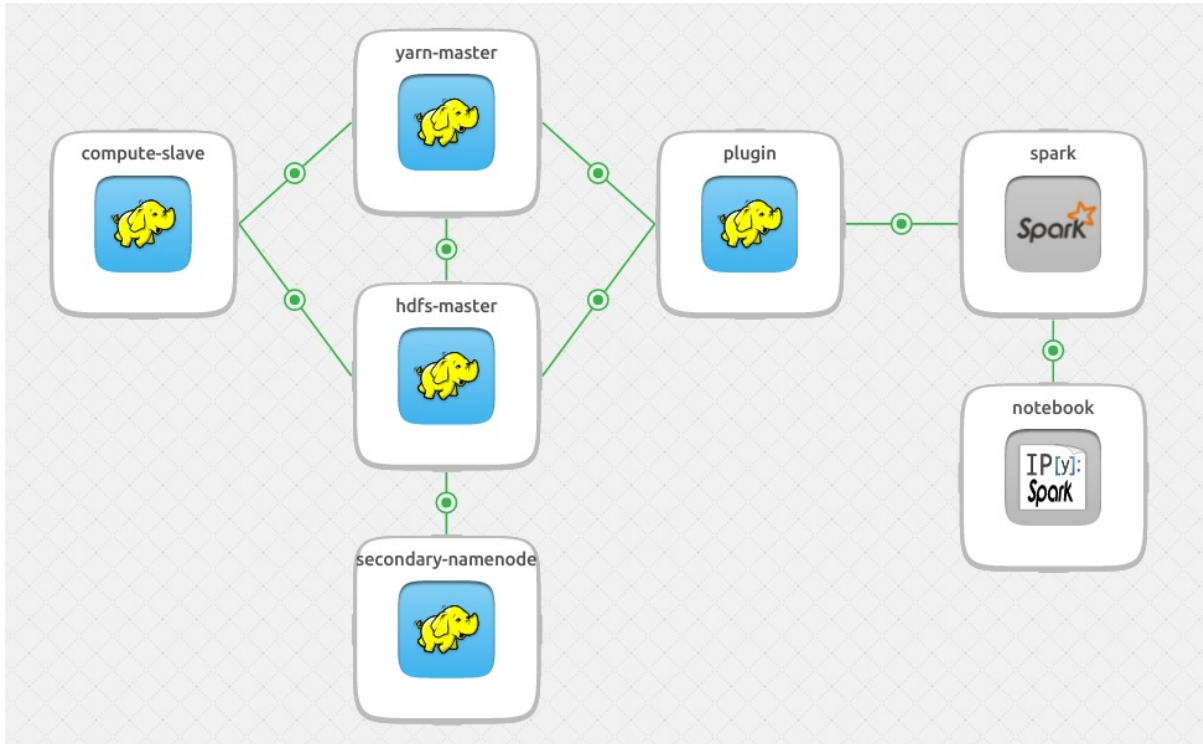 yarn-master
compute-slave
plugin
spark
Spark
hdfs-master
notebook
IP[y]:
Spark
secondary-namenode